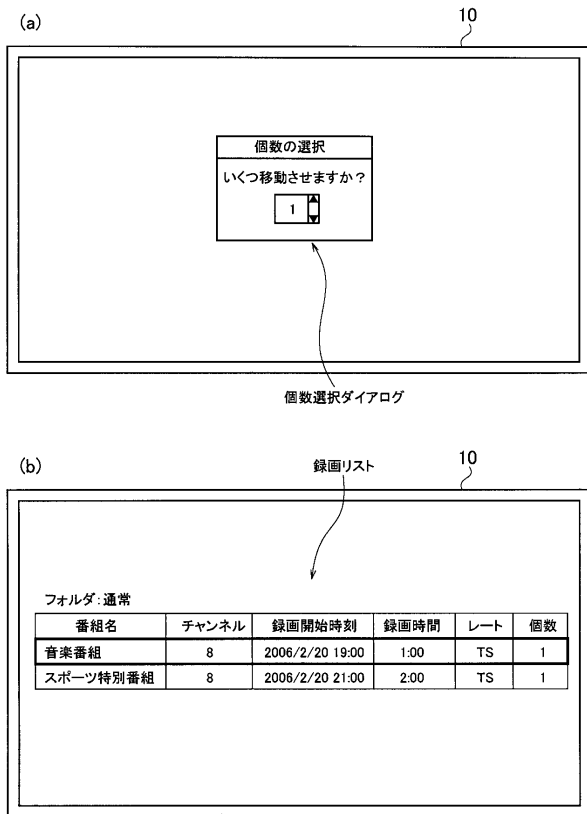 (a)
10
個数の選択
いくつ移動させますか？
1
個数選択ダイアログ
(b)
録画リスト
10
フォルダ:通常
番組名 チャンネル 録画開始時刻 録画時間 レート 個数
音楽番組 8 2006/2/20 19:00 1:00 TS 1
スポーツ特別番組 8 2006/2/20 21:00 2:00 TS 1